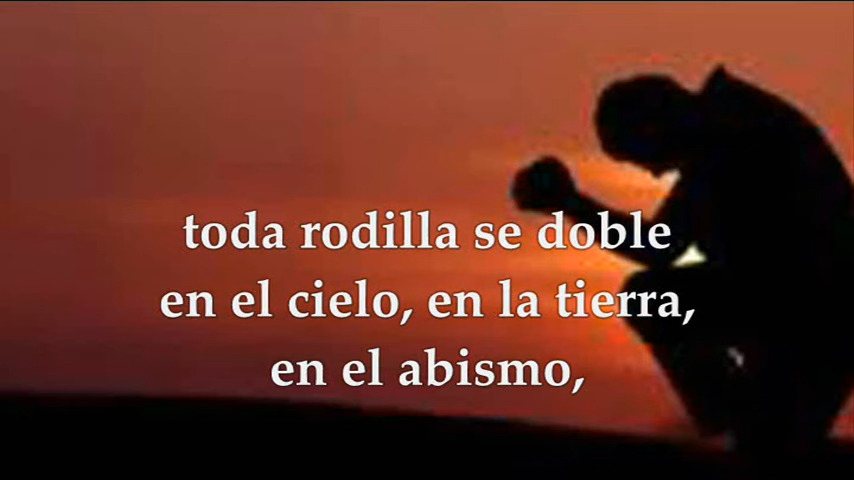 toda rodilla se doble
en el cielo, en la tierra,
en el abismo,